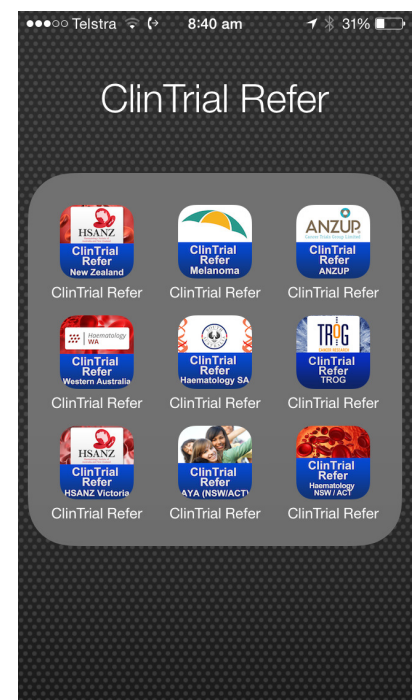 Telstra 8:40 am 31%
ClinTrial Refer
HSANZ
ClinTrial
Refer
New Zealand
ClinTrial Refer
ClinTrial
Refer
Melanoma
ClinTrial Refer
ANZUP
ClinTrial
Refer
ANZUP
ClinTrial Refer
Haematology
WA
ClinTrial
Refer
Western Australia
ClinTrial Refer
ClinTrial
Refer
Haematology SA
ClinTrial Refer
TROG
ClinTrial
Refer
TROG
ClinTrial Refer
HSANZ
ClinTrial
Refer
HSANZ Victoria
ClinTrial Refer
ClinTrial
Refer
AYA (NSW/ACT)
ClinTrial Refer
ClinTrial
Refer
Haematology
NSW / ACT
ClinTrial Refer